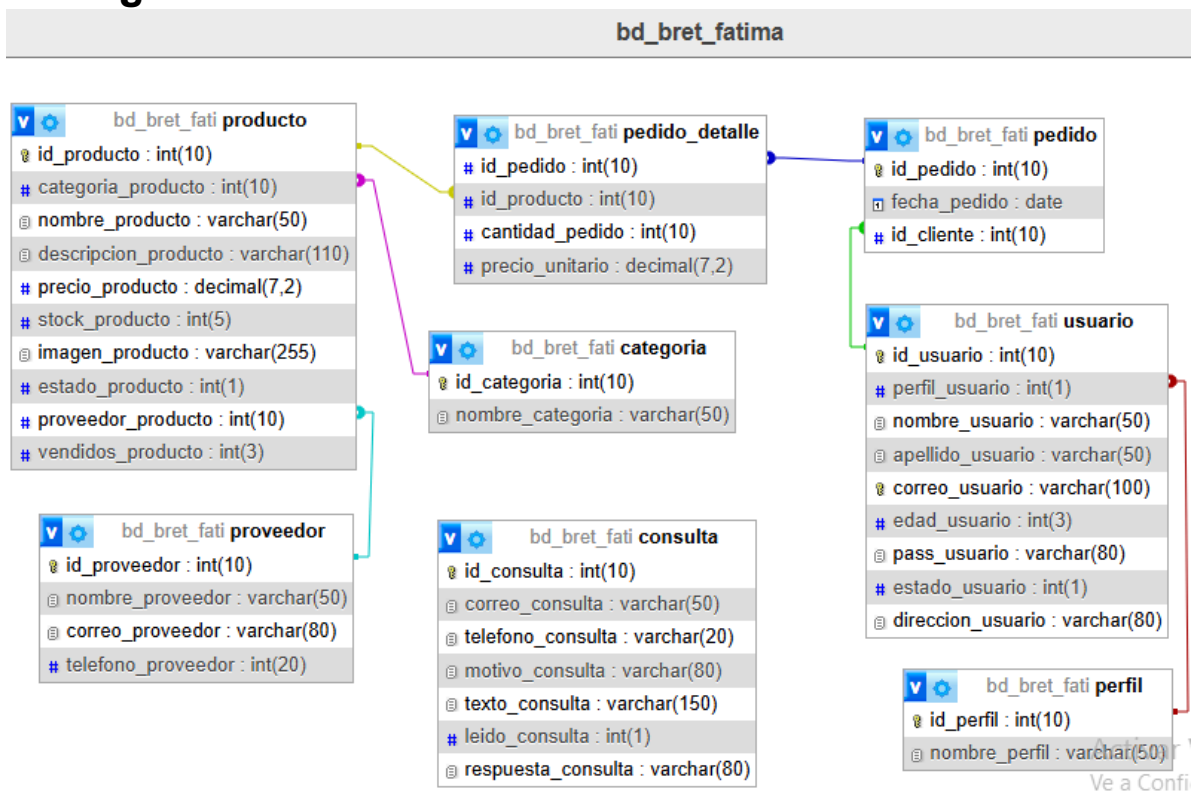 bd_bret_fatima
bd_bret_fati producto
id_producto : int(10)
categoria_producto : int(10)
nombre_producto : varchar(50)
descripcion_producto : varchar(110)
precio_producto : decimal(7,2)
stock_producto : int(5)
imagen_producto : varchar(255)
estado_producto : int(1)
proveedor_producto : int(10)
vendidos_producto : int(3)
bd_bret_fati pedido_detalle
id_pedido : int(10)
id_producto : int(10)
cantidad_pedido : int(10)
precio_unitario : decimal(7,2)
bd_bret_fati pedido
id_pedido : int(10)
fecha_pedido : date
id_cliente : int(10)
bd_bret_fati categoria
id_categoria : int(10)
nombre_categoria : varchar(50)
bd_bret_fati usuario
id_usuario : int(10)
perfil_usuario : int(1)
nombre_usuario : varchar(50)
apellido_usuario : varchar(50)
correo_usuario : varchar(100)
edad_usuario : int(3)
pass_usuario : varchar(80)
estado_usuario : int(1)
direccion_usuario : varchar(80)
bd_bret_fati proveedor
id_proveedor : int(10)
nombre_proveedor : varchar(50)
correo_proveedor : varchar(80)
telefono_proveedor : int(20)
bd_bret_fati consulta
id_consulta : int(10)
correo_consulta : varchar(50)
telefono_consulta : varchar(20)
motivo_consulta : varchar(80)
texto_consulta : varchar(150)
leido_consulta : int(1)
respuesta_consulta : varchar(80)
bd_bret_fati perfil
id_perfil : int(10)
nombre_perfil : varchar(50)
Activar
Ve a Confi